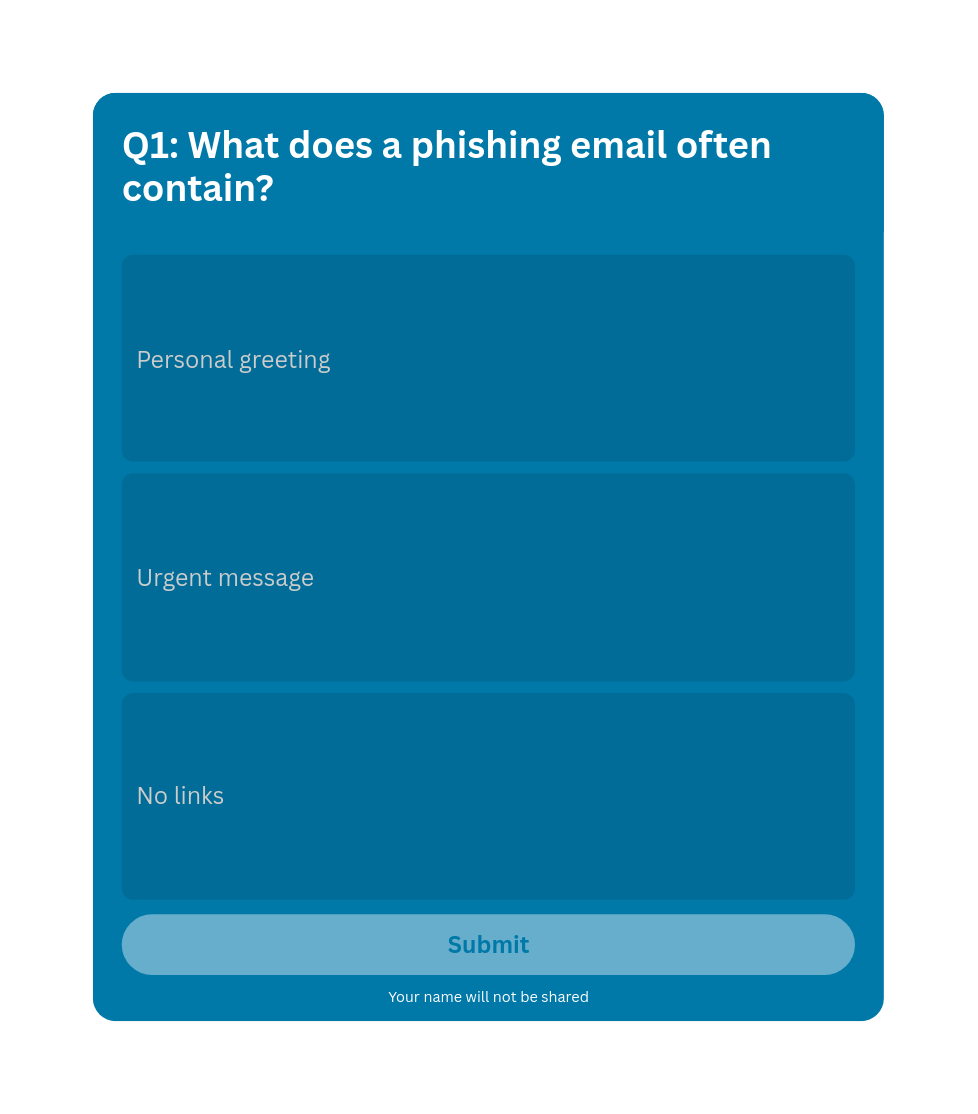 Q1: What does a phishing email often
contain?
Personal greeting
Urgent message
No links
Submit
Your name will not be shared